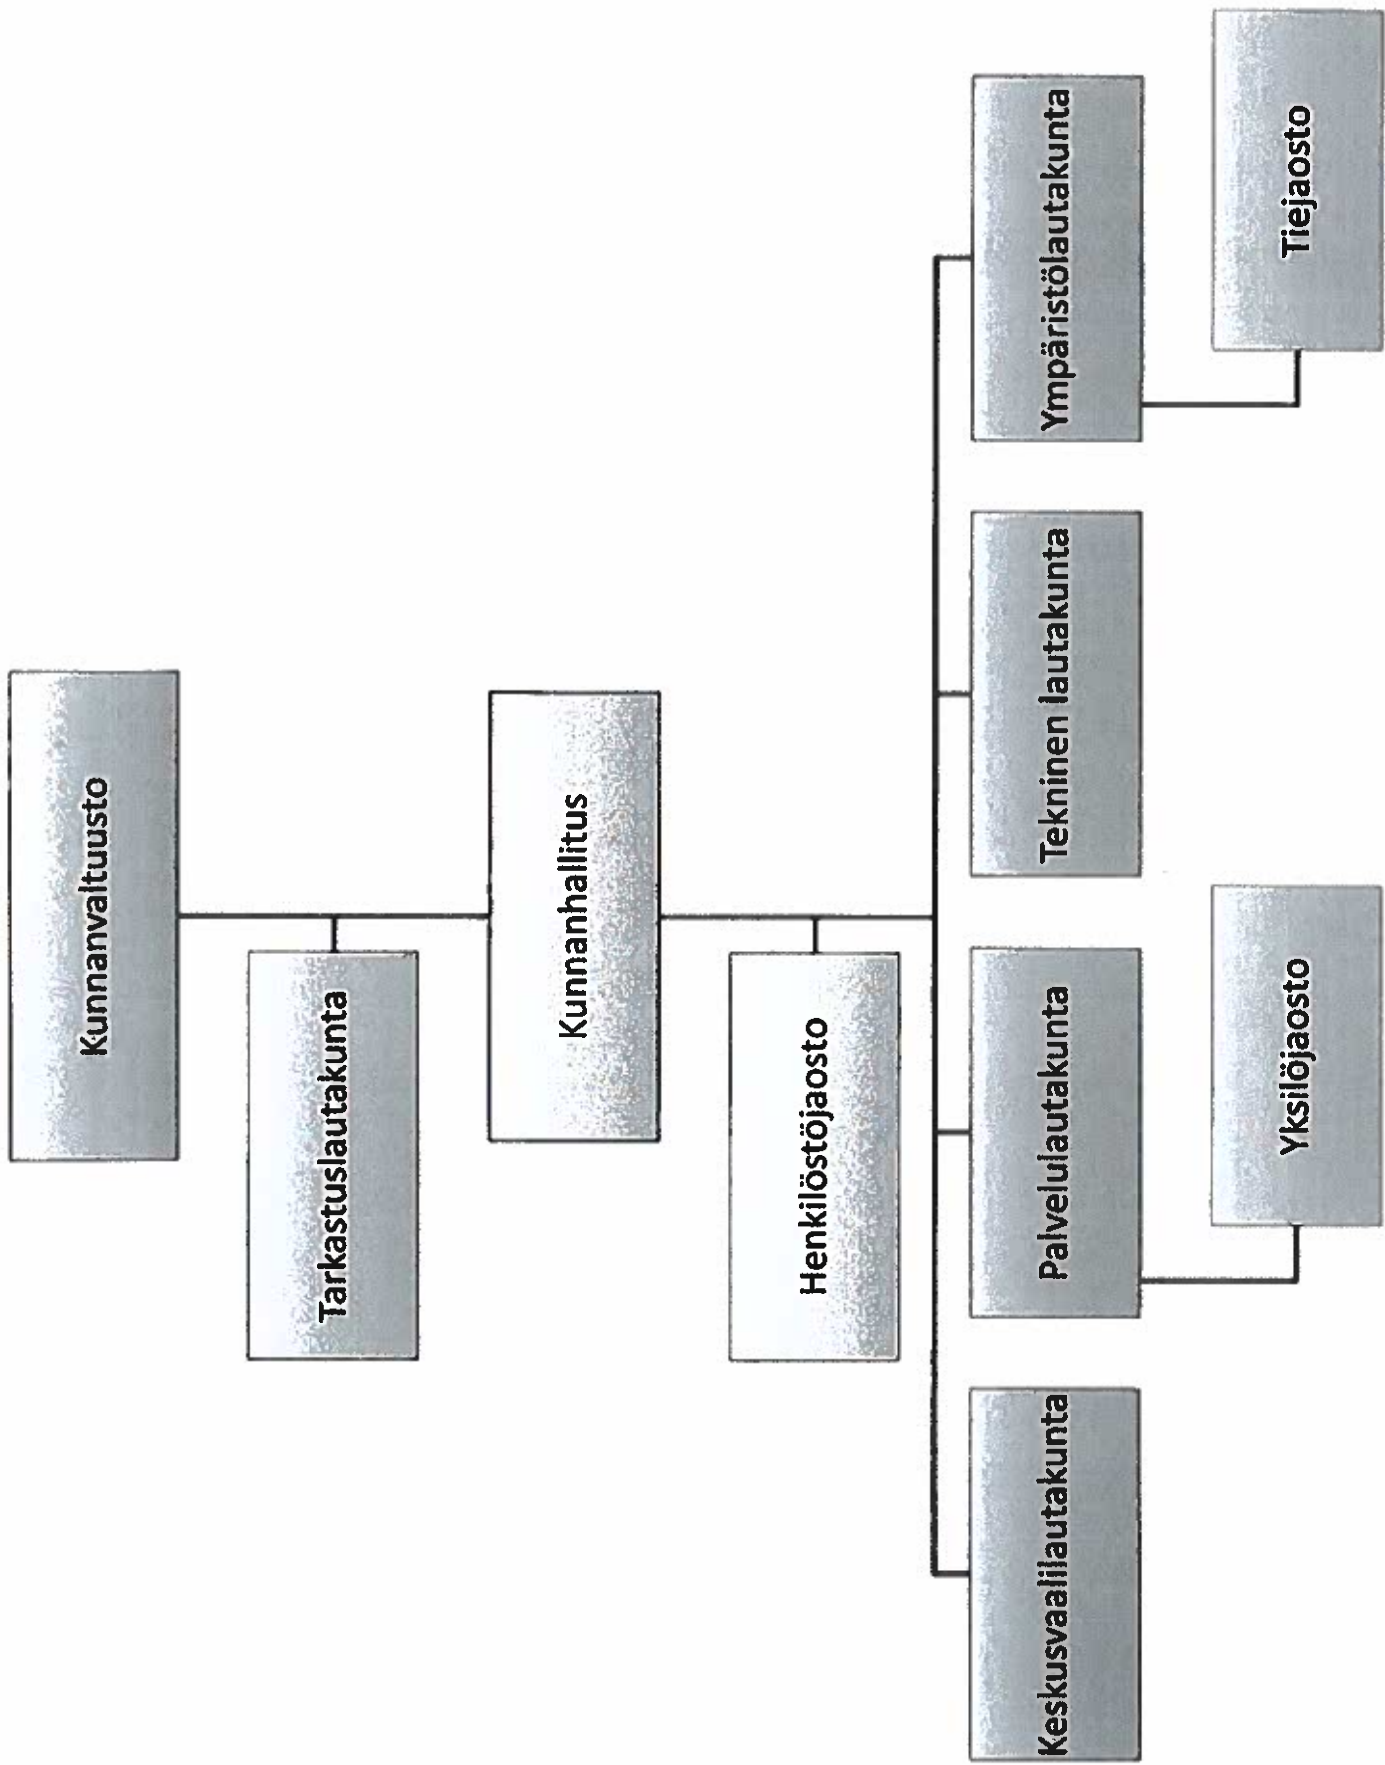 Kunnanvaltuusto
Tarkastuslautakunta
Kunnanhallitus
Henkilöstöjaosto
Keskusvaalilautakunta
Palvelulautakunta
Tekninen lautakunta
Ympäristölautakunta
Yksilöjaosto
Tiejaosto